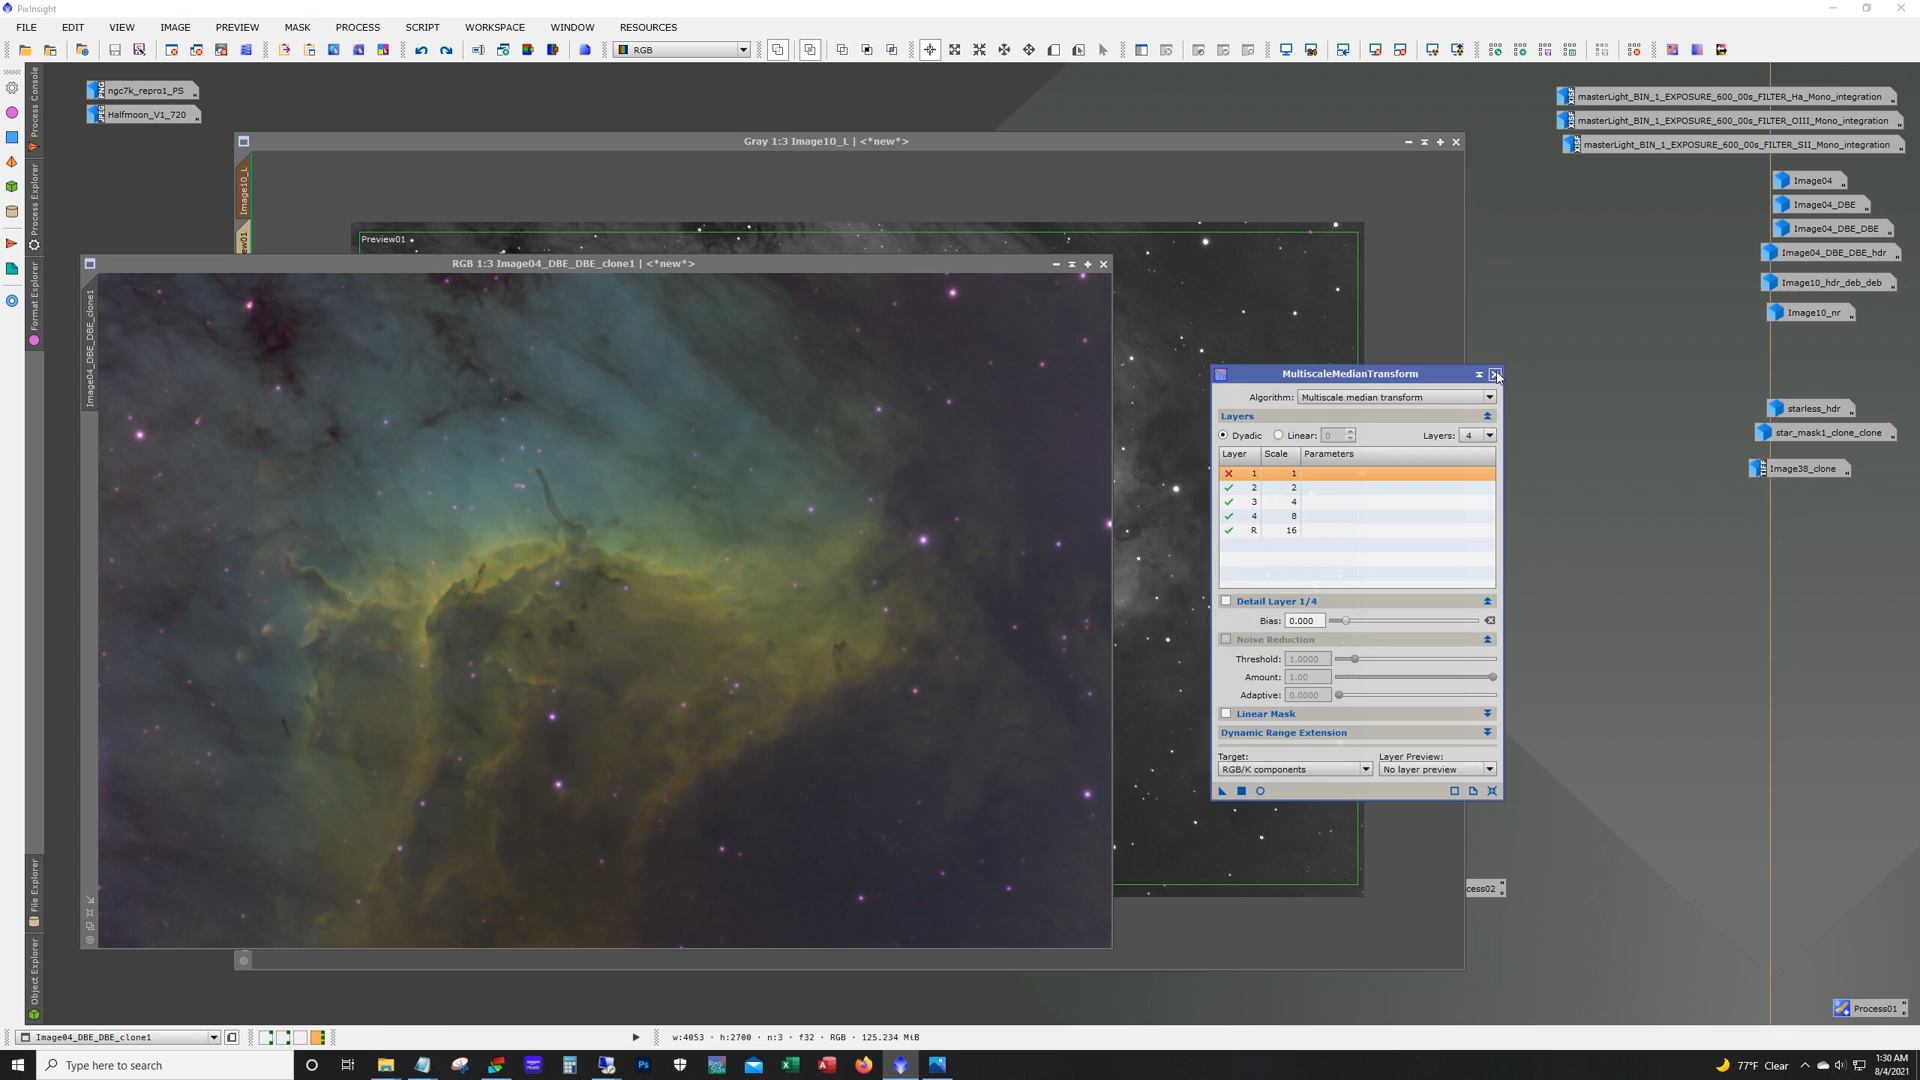 PixInsight
FILE EDIT VIEW IMAGE PREVIEW MASK PROCESS SCRIPT WORKSPACE WINDOW RESOURCES
RGB
Process Console
Process Explorer
Format Explorer
File Explorer
Object Explorer
ngc7k_repro1_PS
Halfmoon_V1_720
Gray 1:3 Image10_L | <*new*>
Image10_L
Preview01
RGB 1:3 Image04_DBE_DBE_clone1 | <*new*>
Image04_DBE_DBE_clone1
masterLight_BIN_1_EXPOSURE_600_00s_FILTER_Ha_Mono_integration
masterLight_BIN_1_EXPOSURE_600_00s_FILTER_OIII_Mono_integration
masterLight_BIN_1_EXPOSURE_600_00s_FILTER_SII_Mono_integration
Image04
Image04_DBE
Image04_DBE_DBE
Image04_DBE_DBE_hdr
Image10_hdr_deb_deb
Image10_nr
starless_hdr
star_mask1_clone_clone
Image38_clone
MultiscaleMedianTransform
Algorithm: Multiscale median transform
Layers
Dyadic Linear: 0 Layers: 4
Layer Scale Parameters
1 1
2 2
3 4
4 8
R 16
Detail Layer 1/4
Bias: 0.000
Noise Reduction
Threshold: 1.0000
Amount: 1.00
Adaptive: 0.0000
Linear Mask
Dynamic Range Extension
Target: Layer Preview:
RGB/K components No layer preview
cess02
Process01
Image04_DBE_DBE_clone1
w:4053 · h:2700 · n:3 · f32 · RGB · 125.234 MiB
Type here to search
77°F Clear
1:30 AM
8/4/2021